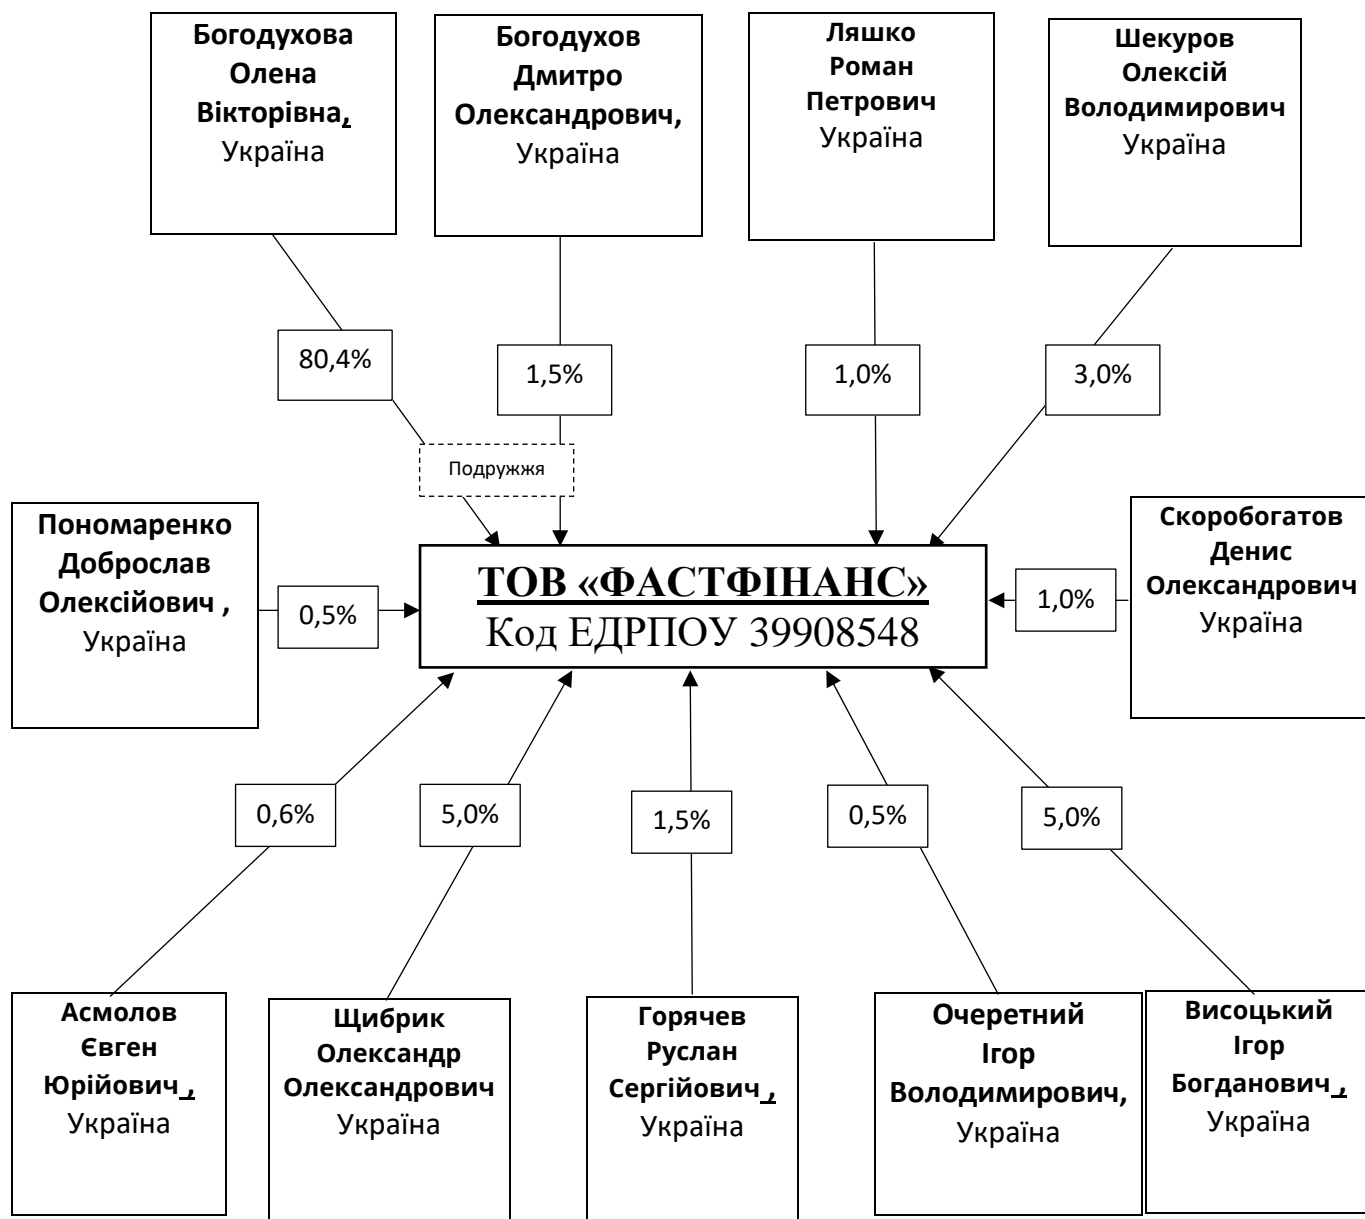 Богодухова
Олена
Вікторівна,
Україна
Богодухов
Дмитро
Олександрович,
Україна
Ляшко
Роман
Петрович
Україна
Шекуров
Олексій
Володимирович
Україна
80,4%
1,5%
1,0%
3,0%
Подружжя
Пономаренко
Доброслав
Олексійович ,
Україна
0,5%
ТОВ «ФАСТФІНАНС»
Код ЕДРПОУ 39908548
1,0%
Скоробогатов
Денис
Олександрович
Україна
0,6%
5,0%
1,5%
0,5%
5,0%
Асмолов
Євген
Юрійович ,
Україна
Щибрик
Олександр
Олександрович
Україна
Горячев
Руслан
Сергійович ,
Україна
Очеретний
Ігор
Володимирович,
Україна
Висоцький
Ігор
Богданович ,
Україна